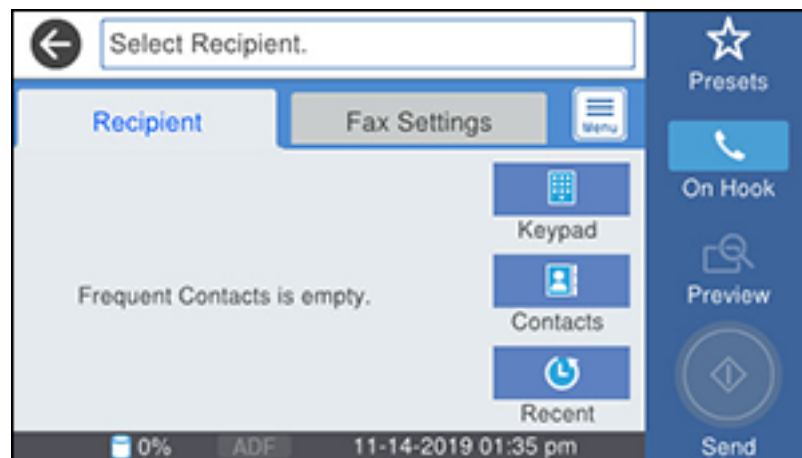 Select Recipient.
Presets
Recipient
Fax Settings
Menu
On Hook
Keypad
Frequent Contacts is empty.
Preview
Contacts
Recent
0%
ADF
11-14-2019 01:35 pm
Send